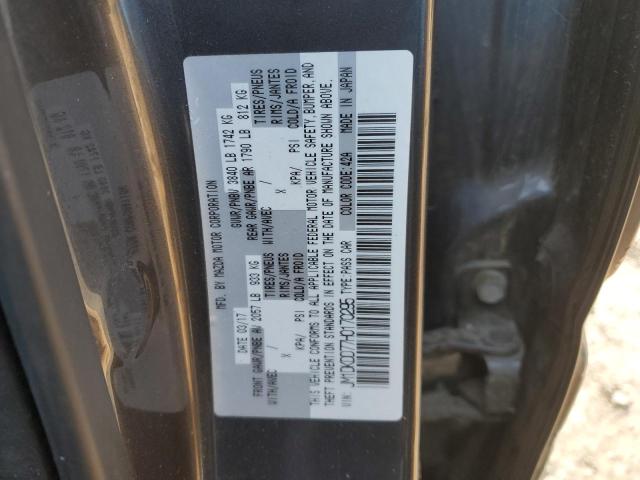 MFD. BY MAZDA MOTOR CORPORATION
DATE 03/17 GVWR/PNBV 3840 LB 1742 KG
FRONT GAWR/PNBE AV 2057 LB 933 KG REAR GAWR/PNBE AR 1790 LB 812 KG
WITH/AVEC / TIRES/PNEUS WITH/AVEC / TIRES/PNEUS
X RIMS/JANTES X RIMS/JANTES
KPA/ PSI COLD/A FROID KPA/ PSI COLD/A FROID
THIS VEHICLE CONFORMS TO ALL APPLICABLE FEDERAL MOTOR VEHICLE SAFETY, BUMPER, AND
THEFT PREVENTION STANDARDS IN EFFECT ON THE DATE OF MANUFACTURE SHOWN ABOVE.
COLOR CODE:42A MADE IN JAPAN
VIN: TYPE:PASS CAR